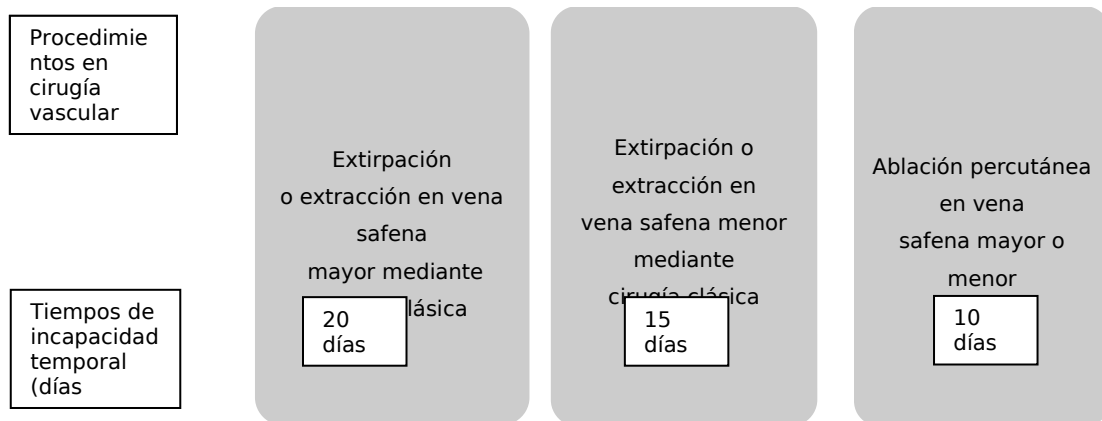 Procedimie
ntos en
cirugía
vascular
Extirpación
o extracción en vena
safena
mayor mediante
lásica
20
días
Extirpación o
extracción en
vena safena menor
mediante
cirugía clásica
15
días
Ablación percutánea
en vena
safena mayor o
menor
10
días
Tiempos de
incapacidad
temporal
(días